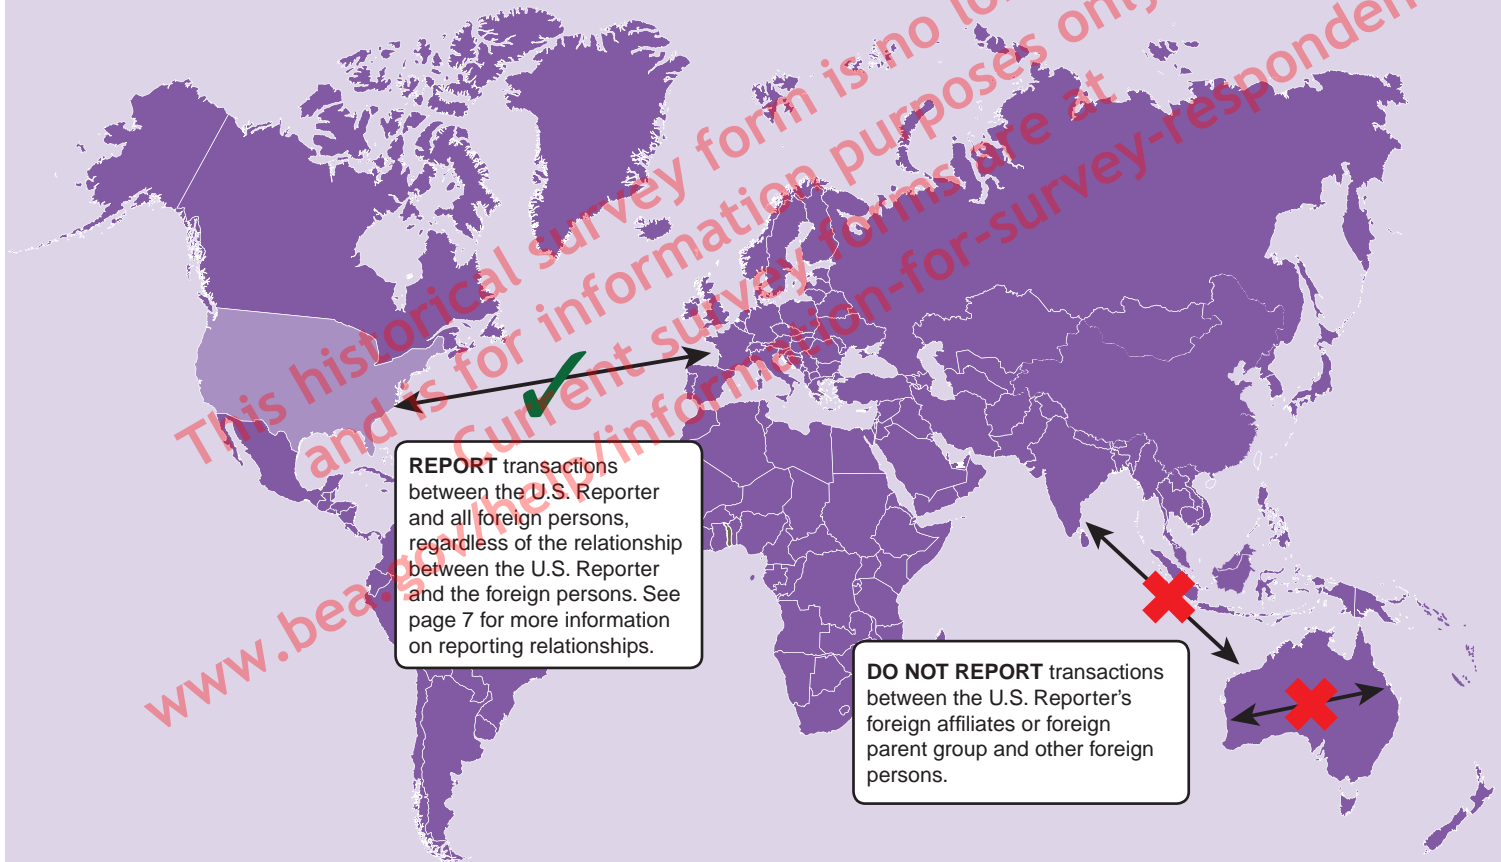 This historical survey form is no
and is for information purposes only
Current survey forms are at
www.bea.gov/help/information-for-survey-responden
REPORT transactions
between the U.S. Reporter
and all foreign persons,
regardless of the relationship
between the U.S. Reporter
and the foreign persons. See
page 7 for more information
on reporting relationships.
DO NOT REPORT transactions
between the U.S. Reporter’s
foreign affiliates or foreign
parent group and other foreign
persons.